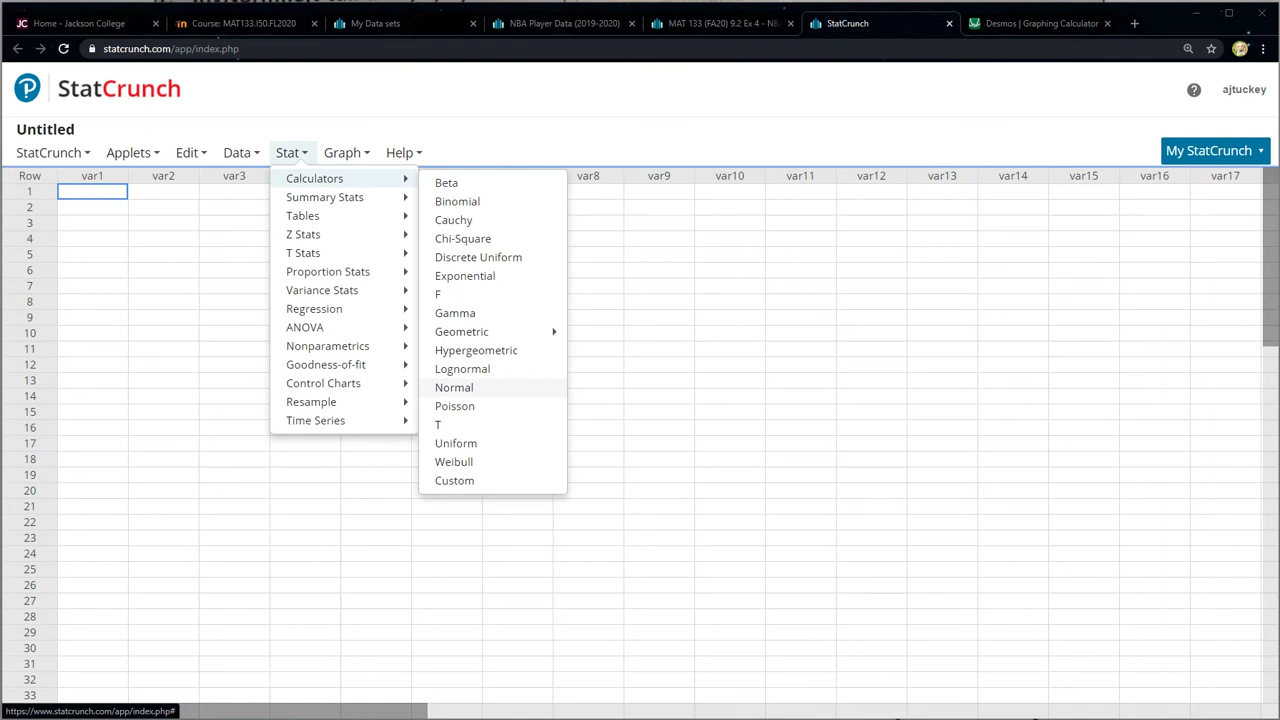 JC Home - Jackson College
Course: MAT133.I50.FL2020
My Data sets
NBA Player Data (2019-2020)
MAT 133 (FA20) 9.2 Ex 4 - NB
StatCrunch
Desmos | Graphing Calculator
statcrunch.com/app/index.php
P StatCrunch
? ajtuckey
Untitled
StatCrunch Applets Edit Data Stat Graph Help
My StatCrunch
Row var1 var2 var3 var8 var9 var10 var11 var12 var13 var14 var15 var16 var17
Calculators
Summary Stats
Tables
Z Stats
T Stats
Proportion Stats
Variance Stats
Regression
ANOVA
Nonparametrics
Goodness-of-fit
Control Charts
Resample
Time Series
Beta
Binomial
Cauchy
Chi-Square
Discrete Uniform
Exponential
F
Gamma
Geometric
Hypergeometric
Lognormal
Normal
Poisson
T
Uniform
Weibull
Custom
1
2
3
4
5
6
7
8
9
10
11
12
13
14
15
16
17
18
19
20
21
22
23
24
25
26
27
28
29
30
31
32
33
https://www.statcrunch.com/app/index.php#